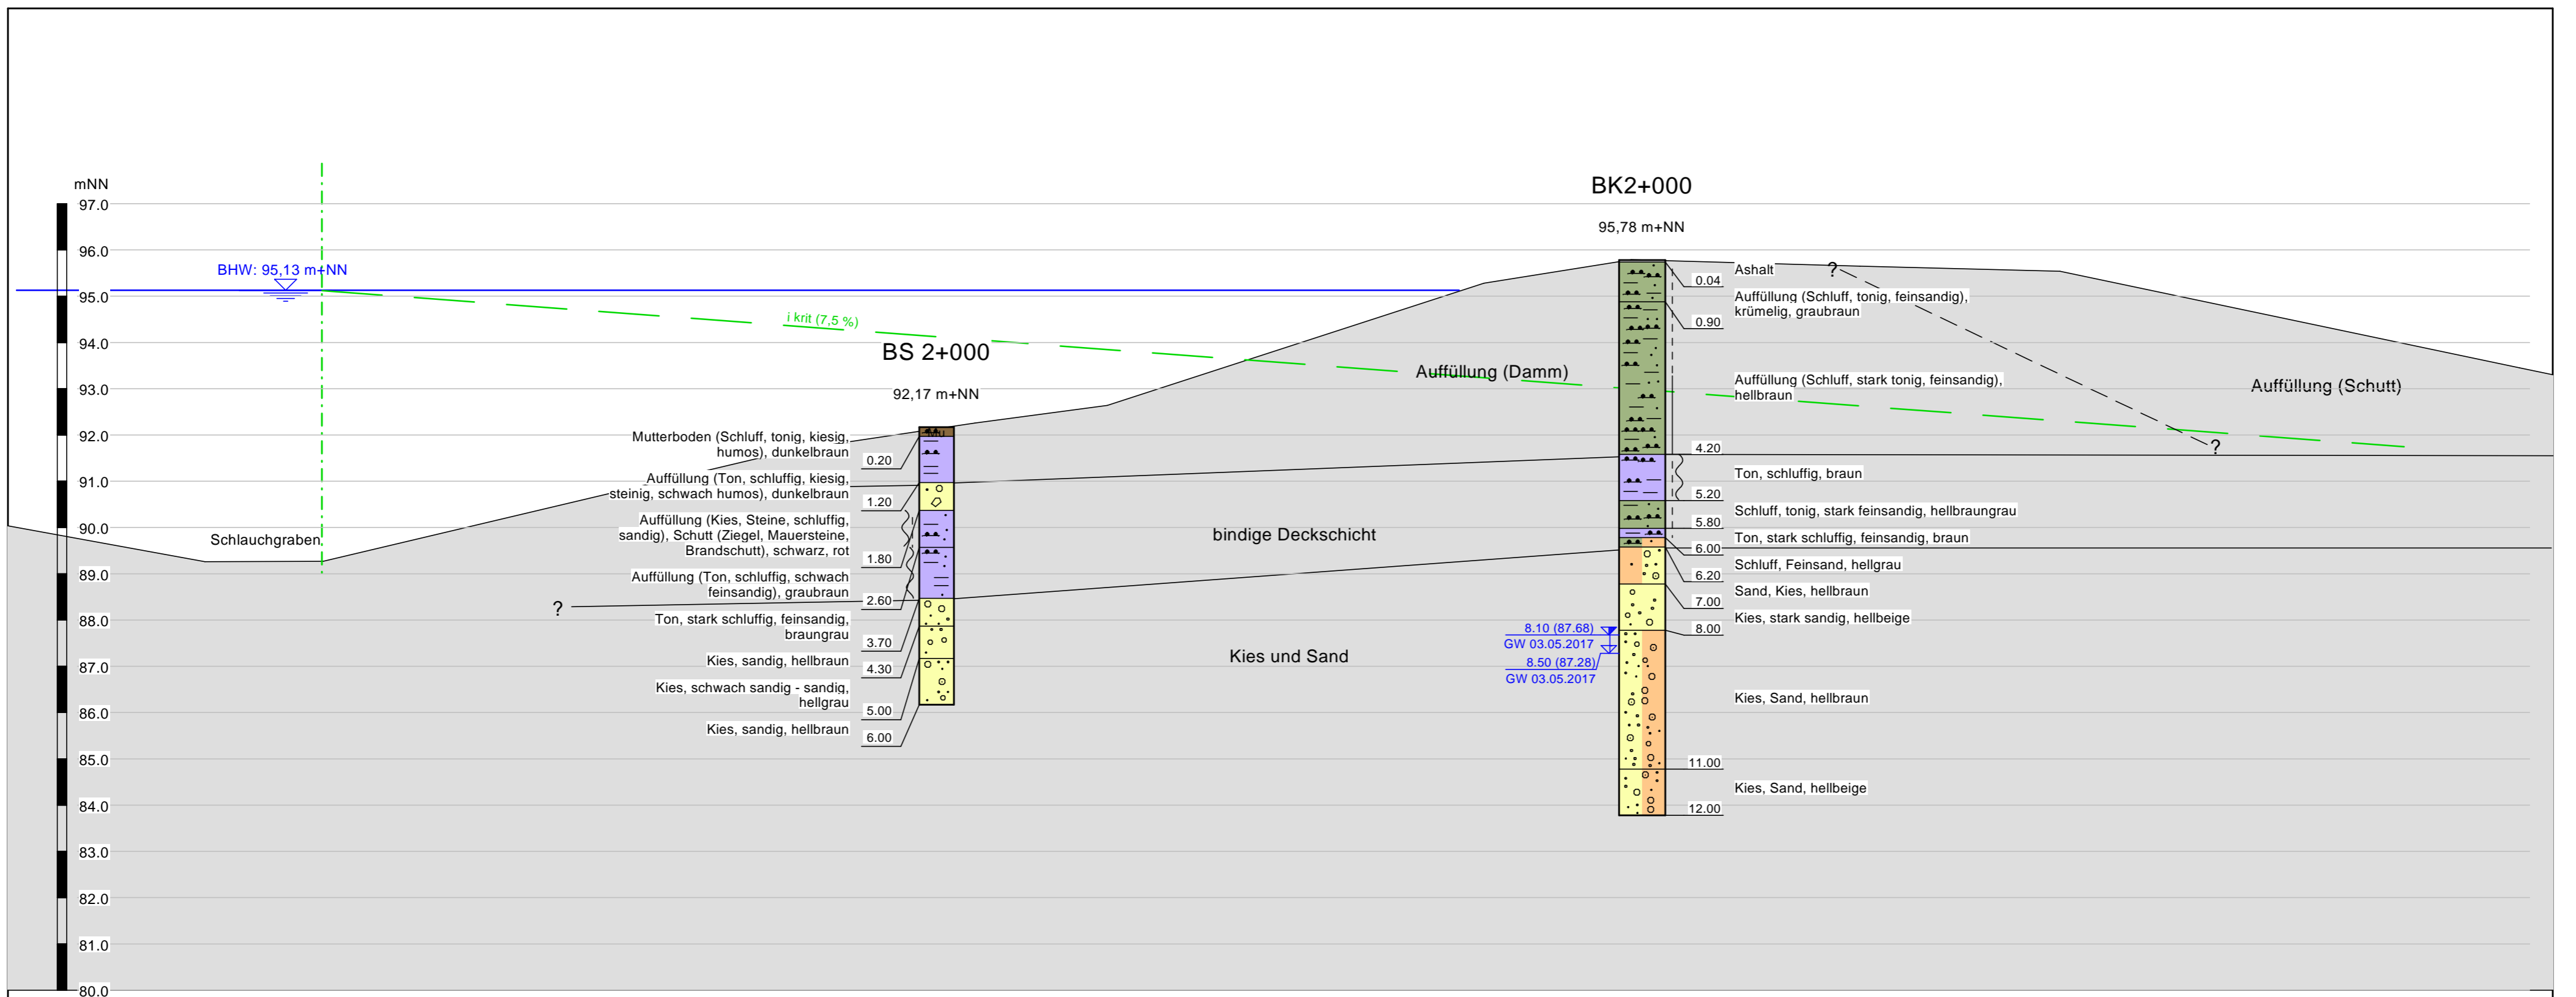 BK2+000
95,78 m+NN
mNN
97.0
96.0
95.0
94.0
93.0
92.0
91.0
90.0
89.0
88.0
87.0
86.0
85.0
84.0
83.0
82.0
81.0
80.0
BHW: 95,13 m+NN
i krit (7,5 %)
Schlauchgraben
BS 2+000
92,17 m+NN
Mu
Mutterboden (Schluff, tonig, kiesig,
humos), dunkelbraun
0.20
Auffüllung (Ton, schluffig, kiesig,
steinig, schwach humos), dunkelbraun
1.20
Auffüllung (Kies, Steine, schluffig,
sandig), Schutt (Ziegel, Mauersteine,
Brandschutt), schwarz, rot
1.80
Auffüllung (Ton, schluffig, schwach
feinsandig), graubraun
2.60
Ton, stark schluffig, feinsandig,
braungrau
3.70
Kies, sandig, hellbraun
4.30
Kies, schwach sandig - sandig,
hellgrau
5.00
Kies, sandig, hellbraun
6.00
?
Auffüllung (Damm)
bindige Deckschicht
Kies und Sand
8.10 (87.68)
GW 03.05.2017
8.50 (87.28)
GW 03.05.2017
0.04
Ashalt
0.90
Auffüllung (Schluff, tonig, feinsandig),
krümelig, graubraun
Auffüllung (Schluff, stark tonig, feinsandig),
hellbraun
4.20
Ton, schluffig, braun
5.20
Schluff, tonig, stark feinsandig, hellbraungrau
5.80
Ton, stark schluffig, feinsandig, braun
6.00
Schluff, Feinsand, hellgrau
6.20
Sand, Kies, hellbraun
7.00
Kies, stark sandig, hellbeige
8.00
Kies, Sand, hellbraun
11.00
Kies, Sand, hellbeige
12.00
?
?
Auffüllung (Schutt)